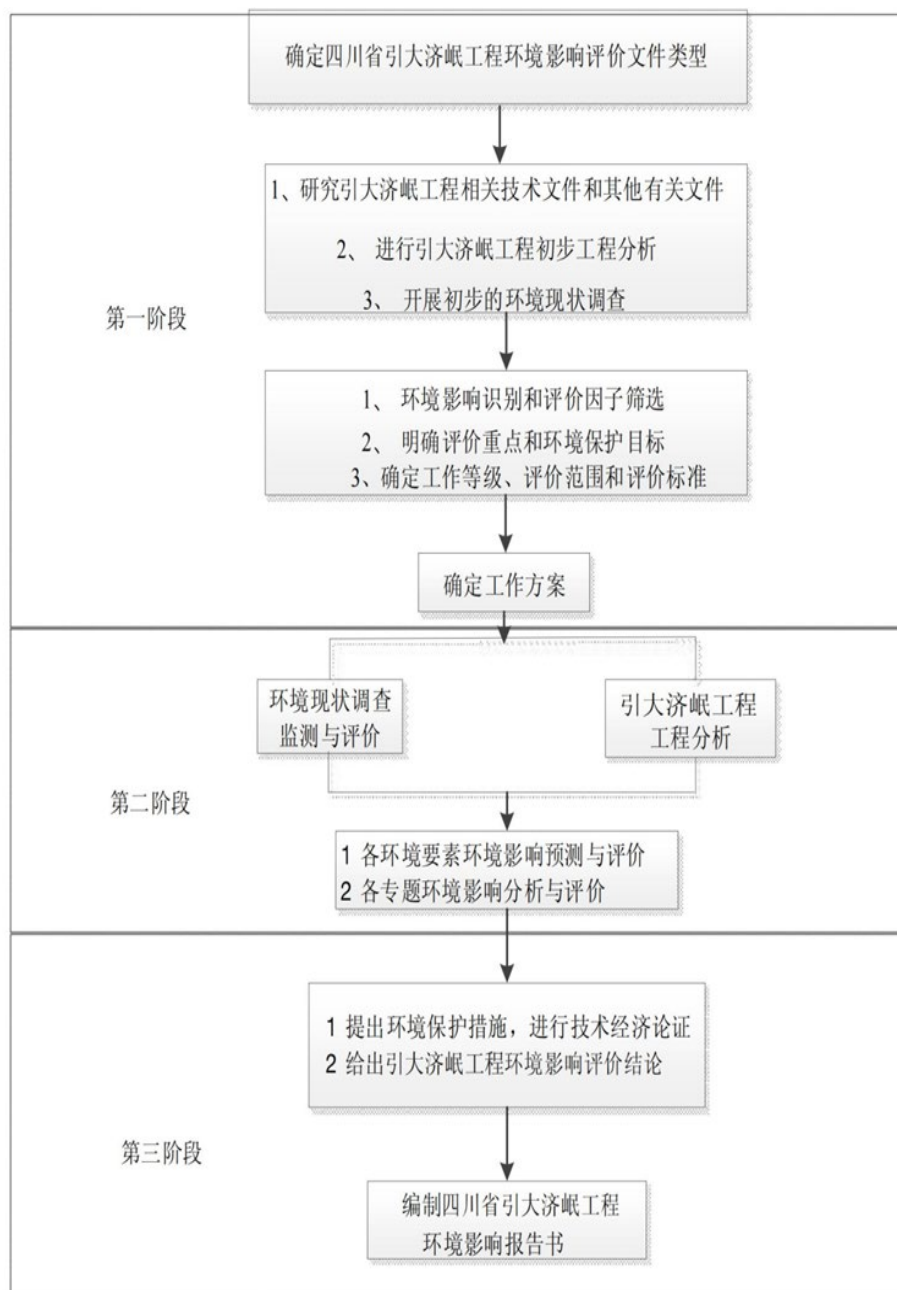 确定四川省引大济岷工程环境影响评价文件类型
1、研究引大济岷工程相关技术文件和其他有关文件
2、 进行引大济岷工程初步工程分析
3、 开展初步的环境现状调查
第一阶段
1、 环境影响识别和评价因子筛选
2、 明确评价重点和环境保护目标
3、确定工作等级、评价范围和评价标准
确定工作方案
环境现状调查
监测与评价
引大济岷工程
工程分析
第二阶段
1 各环境要素环境影响预测与评价
2 各专题环境影响分析与评价
1 提出环境保护措施，进行技术经济论证
2 给出引大济岷工程环境影响评价结论
第三阶段
编制四川省引大济岷工程
环境影响报告书